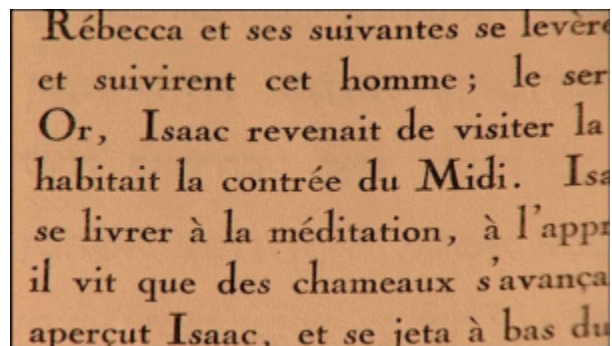 Rébecca et ses suivantes se levère
et suivirent cet homme ; le ser
Or, Isaac revenait de visiter la
habitait la contrée du Midi. Isa
se livrer à la méditation, à l'appr
il vit que des chameaux s'avança
aperçut Isaac, et se jeta à bas du